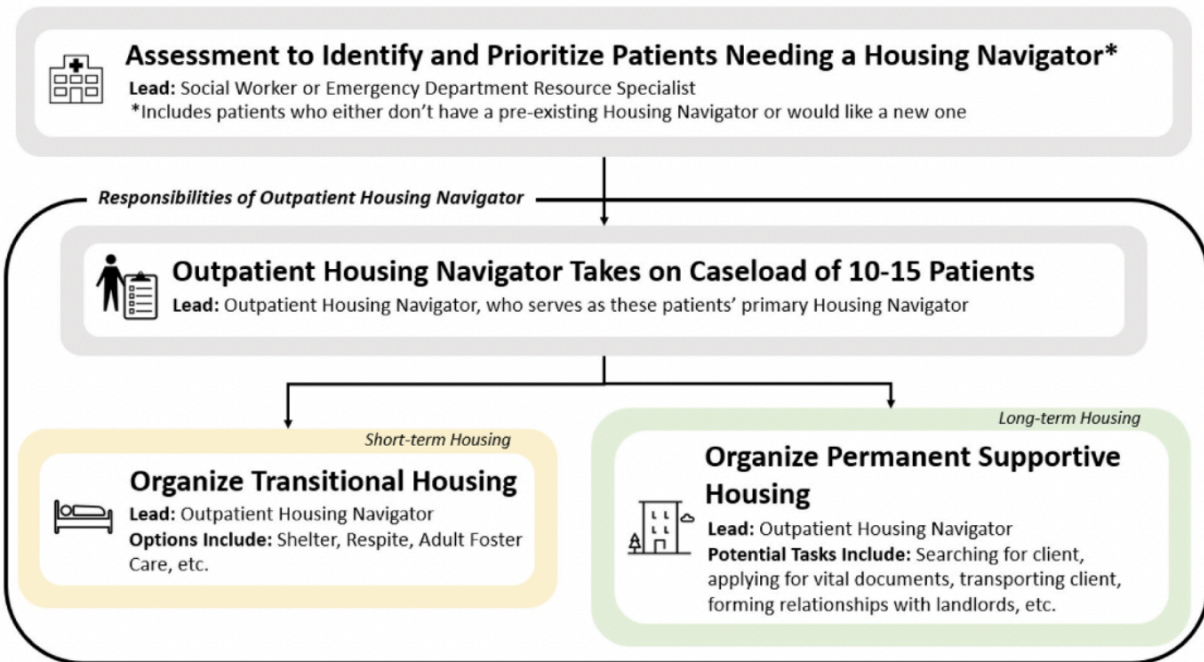 Assessment to Identify and Prioritize Patients Needing a Housing Navigator*
Lead: Social Worker or Emergency Department Resource Specialist
*Includes patients who either don't have a pre-existing Housing Navigator or would like a new one
Responsibilities of Outpatient Housing Navigator
Outpatient Housing Navigator Takes on Caseload of 10-15 Patients
Lead: Outpatient Housing Navigator, who serves as these patients' primary Housing Navigator
Short-term Housing
Organize Transitional Housing
Lead: Outpatient Housing Navigator
Options Include: Shelter, Respite, Adult Foster
Care, etc.
Long-term Housing
Organize Permanent Supportive
Housing
Lead: Outpatient Housing Navigator
Potential Tasks Include: Searching for client,
applying for vital documents, transporting client,
forming relationships with landlords, etc.